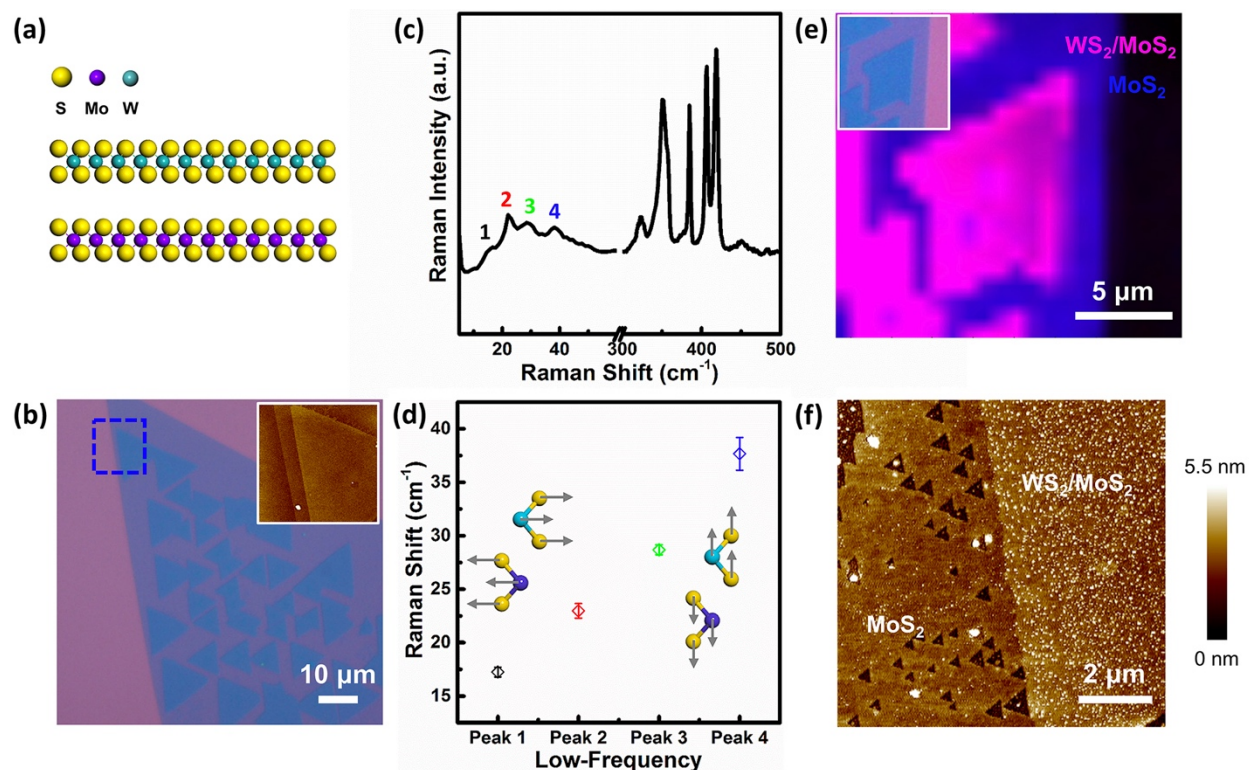 (a)
S Mo W
(b)
10 μm
(c)
Raman Intensity (a.u.)
1
2
3
4
20 40 300 400 500
Raman Shift (cm⁻¹)
(d)
Raman Shift (cm⁻¹)
40
35
30
25
20
15
Peak 1 Peak 2 Peak 3 Peak 4
Low-Frequency
(e)
WS₂/MoS₂
MoS₂
5 μm
(f)
WS₂/MoS₂
MoS₂
2 μm
5.5 nm
0 nm